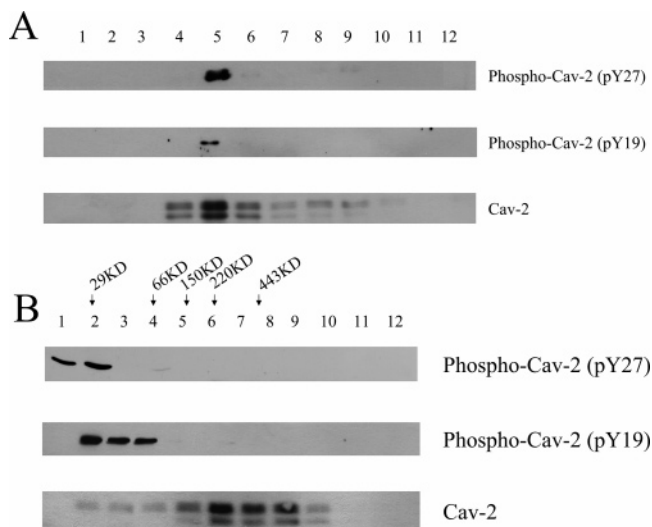 A
1 2 3 4 5 6 7 8 9 10 11 12
Phospho-Cav-2 (pY27)
Phospho-Cav-2 (pY19)
Cav-2
29KD 66KD 150KD 220KD 443KD
B
1 2 3 4 5 6 7 8 9 10 11 12
Phospho-Cav-2 (pY27)
Phospho-Cav-2 (pY19)
Cav-2